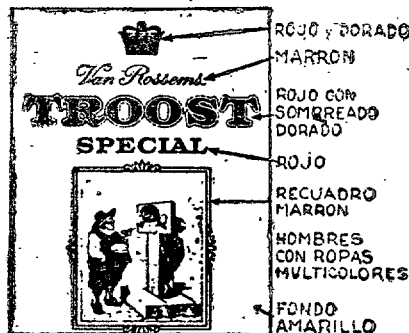 ROJO y DORADO
Van Rossems
MARRON
TROOST
ROJO CON
SOMBREADO
DORADO
SPECIAL
ROJO
RECUADRO
MARRON
HOMBRES
CON ROPAS
MULTICOLORES
FONDO
AMARILLO